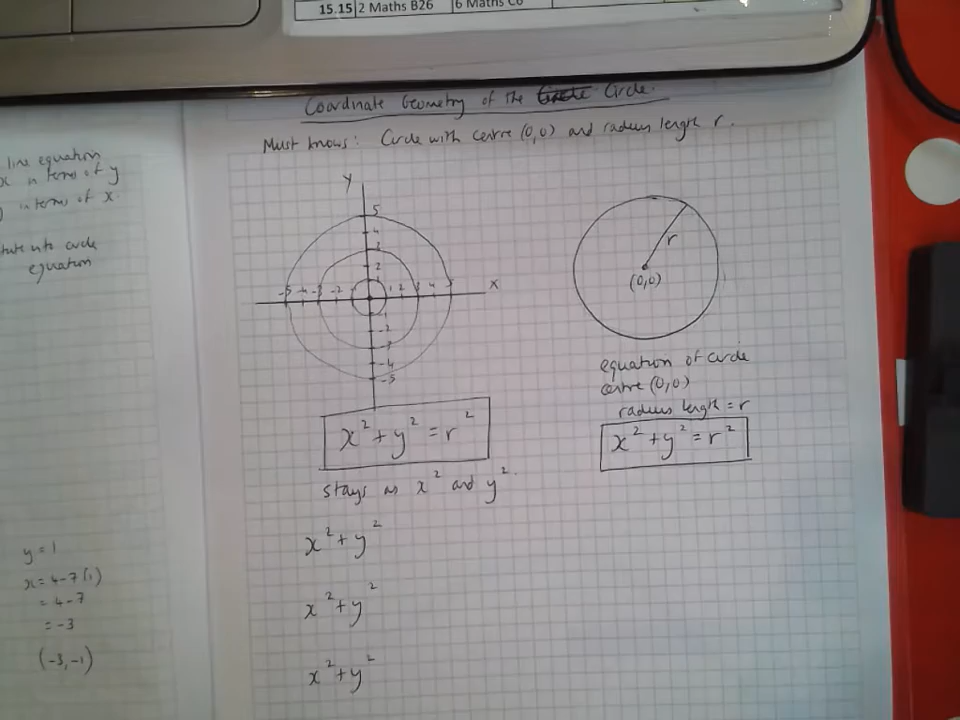 15.15 2 Maths B26 6 Maths C6
Coordinate Geometry of the Circle.
Must knows: Circle with centre (0,0) and radius length r.
line equation
x in terms of y
y in terms of x.
into circle
equation
y
5
4
3
2
1
-5 -4 -3 -2 1 2 3 4 5 x
-1
-2
-3
-4
-5
r
(0,0)
equation of circle
centre (0,0)
radius length = r
x² + y² = r²
x² + y² = r²
stays as x² and y².
x² + y²
x² + y²
x² + y²
y = 1
x = 4-7(1)
= 4-7
= -3
(-3,-1)